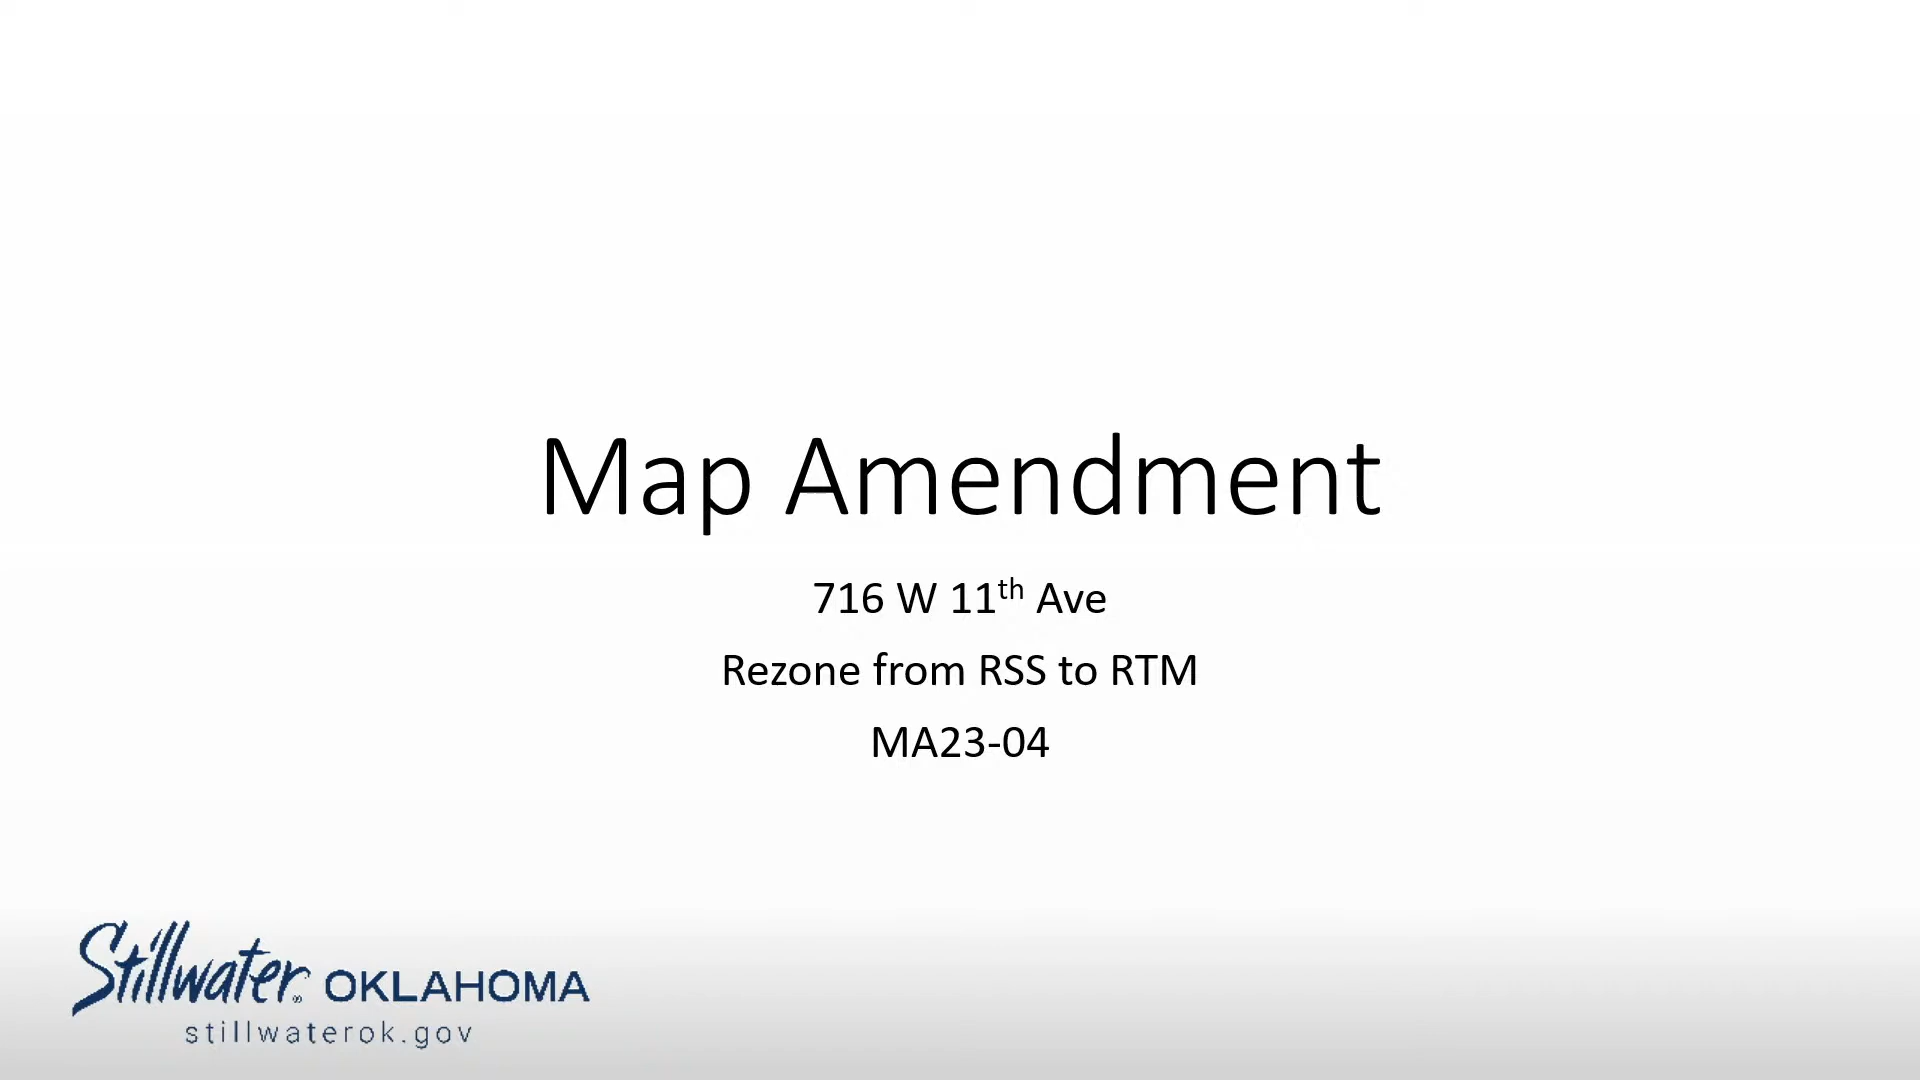 Map Amendment
716 W 11th Ave
Rezone from RSS to RTM
MA23-04
Stillwater® OKLAHOMA
stillwaterok.gov